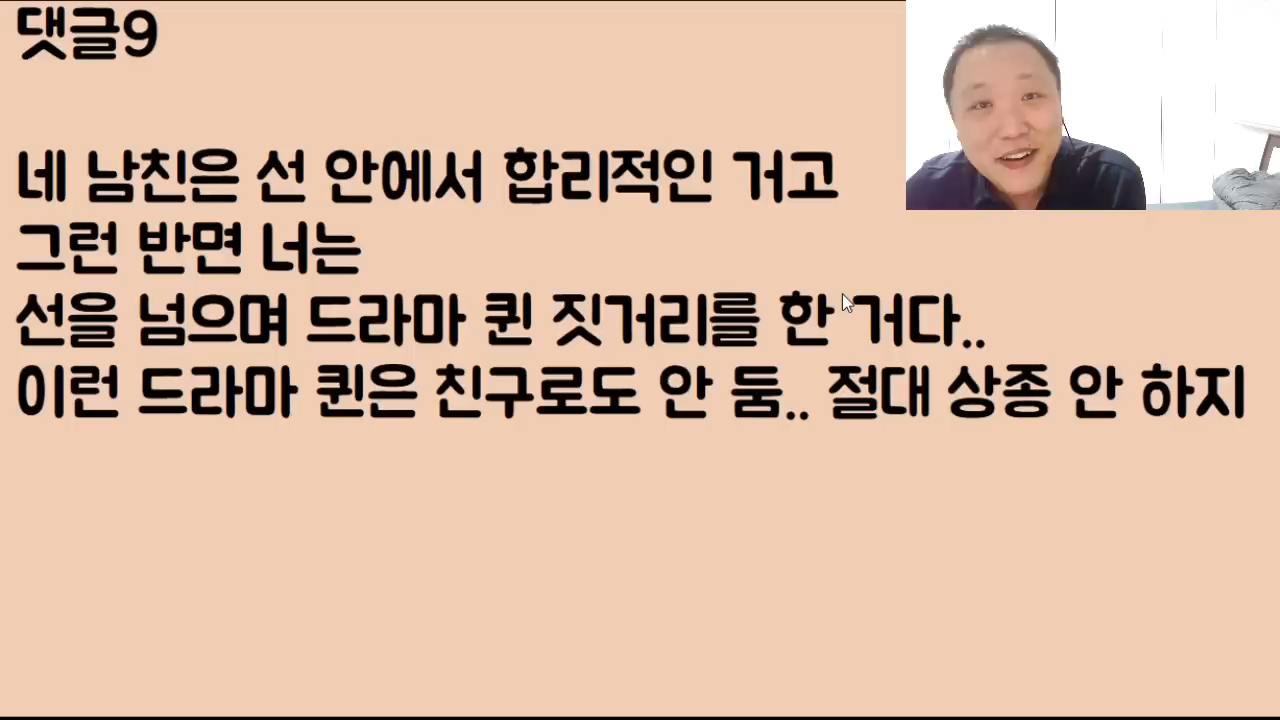 댓글9
네 남친은 선 안에서 합리적인 거고
그런 반면 너는
선을 넘으며 드라마 퀸 짓거리를 한 거다..
이런 드라마 퀸은 친구로도 안 둠.. 절대 상종 안 하지